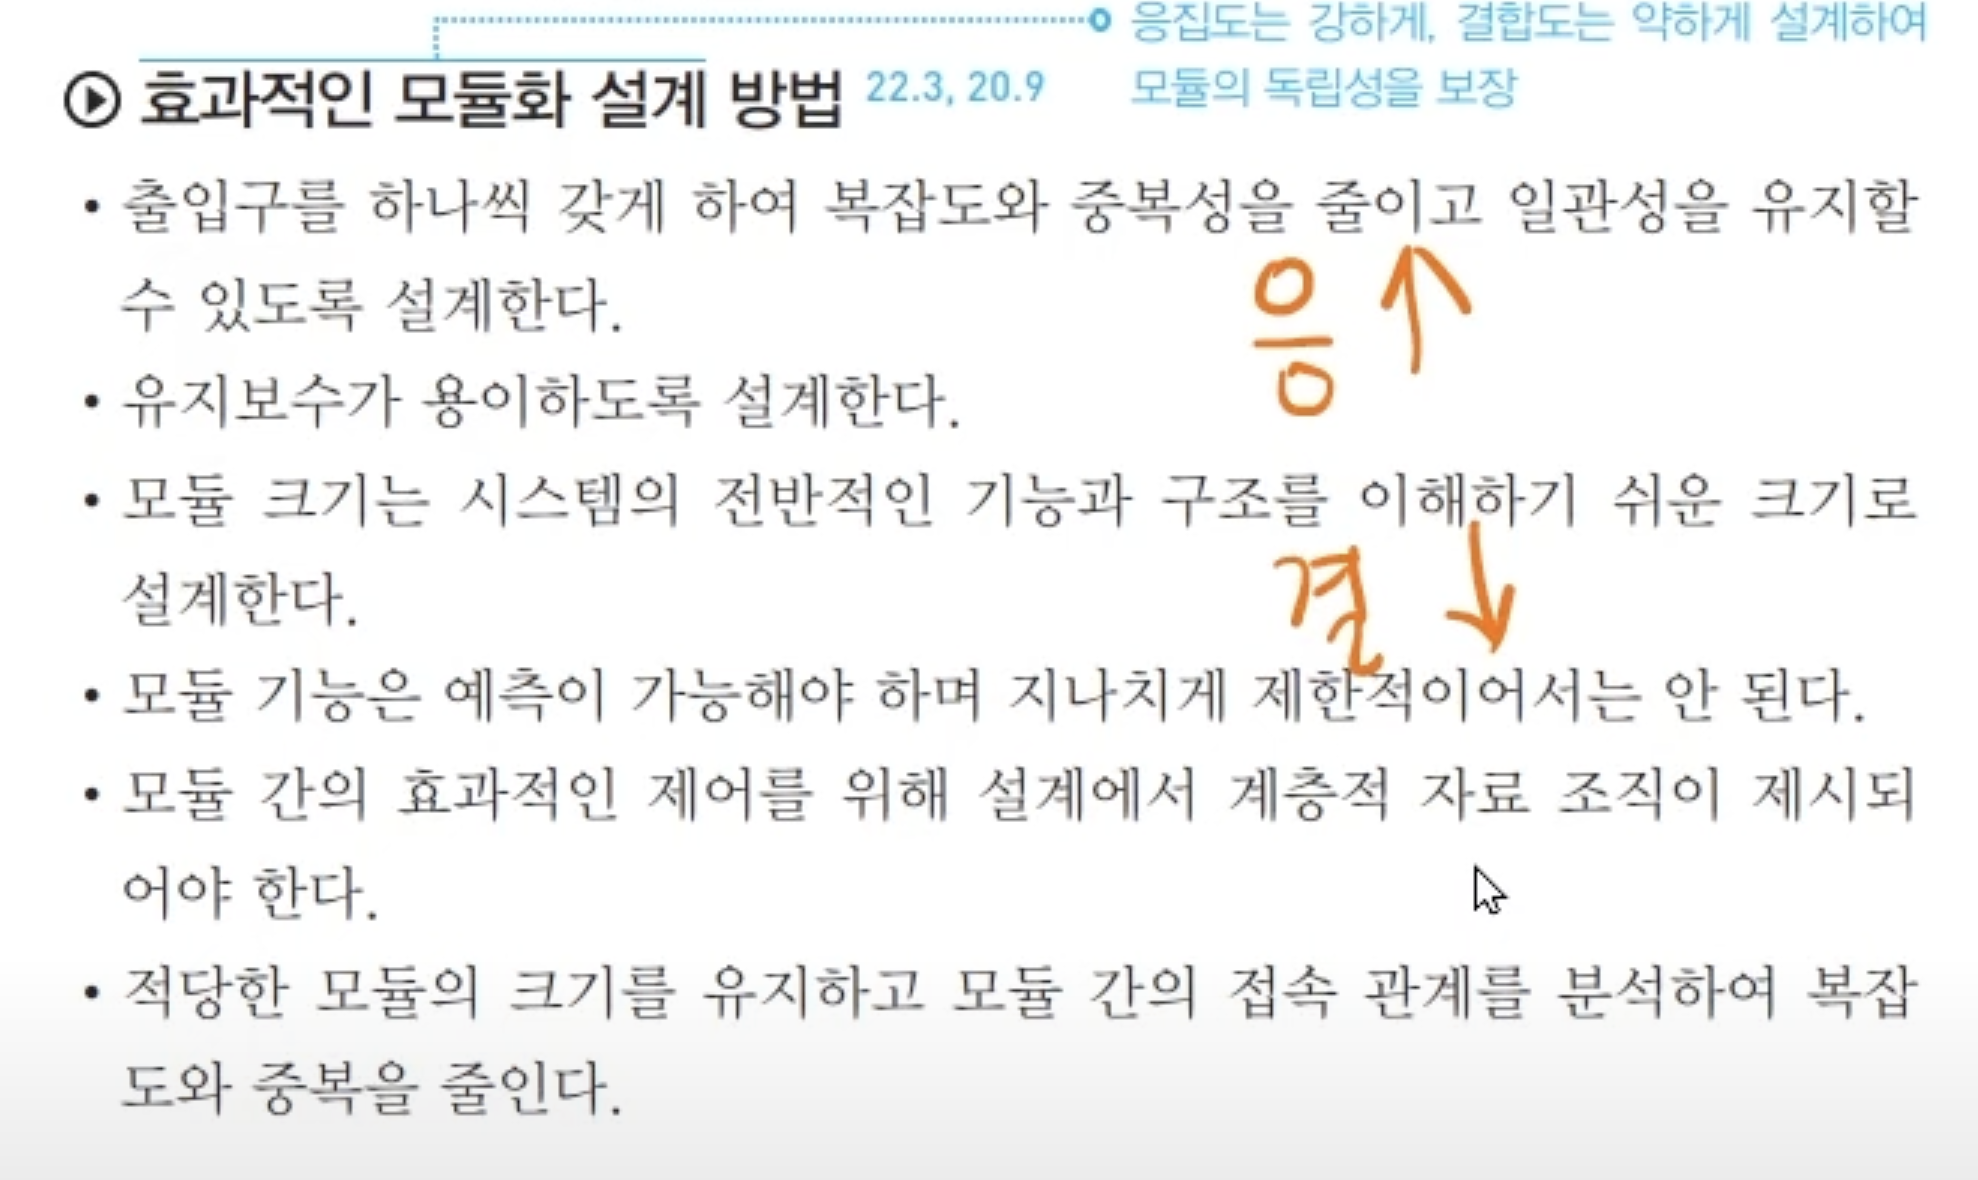 응집도는 강하게, 결합도는 약하게 설계하여
모듈의 독립성을 보장
효과적인 모듈화 설계 방법 22.3, 20.9
• 출입구를 하나씩 갖게 하여 복잡도와 중복성을 줄이고 일관성을 유지할
수 있도록 설계한다.
응 ↑
• 유지보수가 용이하도록 설계한다.
• 모듈 크기는 시스템의 전반적인 기능과 구조를 이해하기 쉬운 크기로
설계한다.
결 ↓
• 모듈 기능은 예측이 가능해야 하며 지나치게 제한적이어서는 안 된다.
• 모듈 간의 효과적인 제어를 위해 설계에서 계층적 자료 조직이 제시되
어야 한다.
• 적당한 모듈의 크기를 유지하고 모듈 간의 접속 관계를 분석하여 복잡
도와 중복을 줄인다.